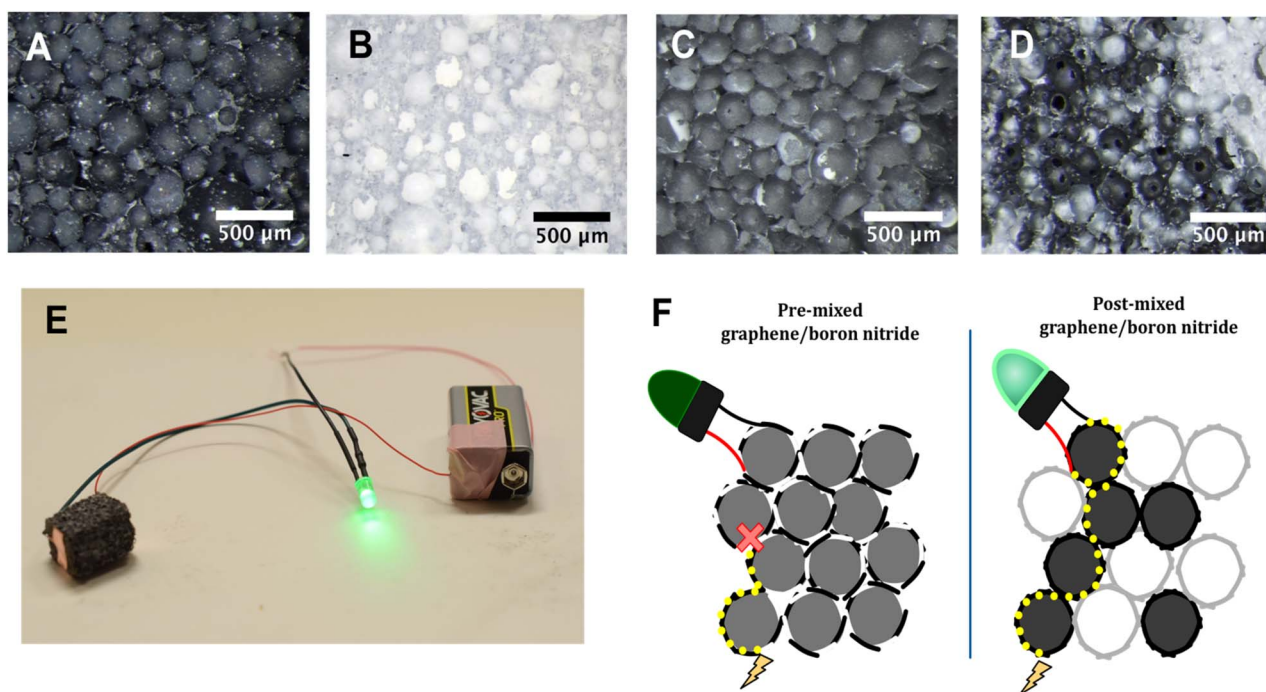 A
B
C
D
500 µm
500 µm
500 µm
500 µm
E
F
Pre-mixed
graphene/boron nitride
Post-mixed
graphene/boron nitride